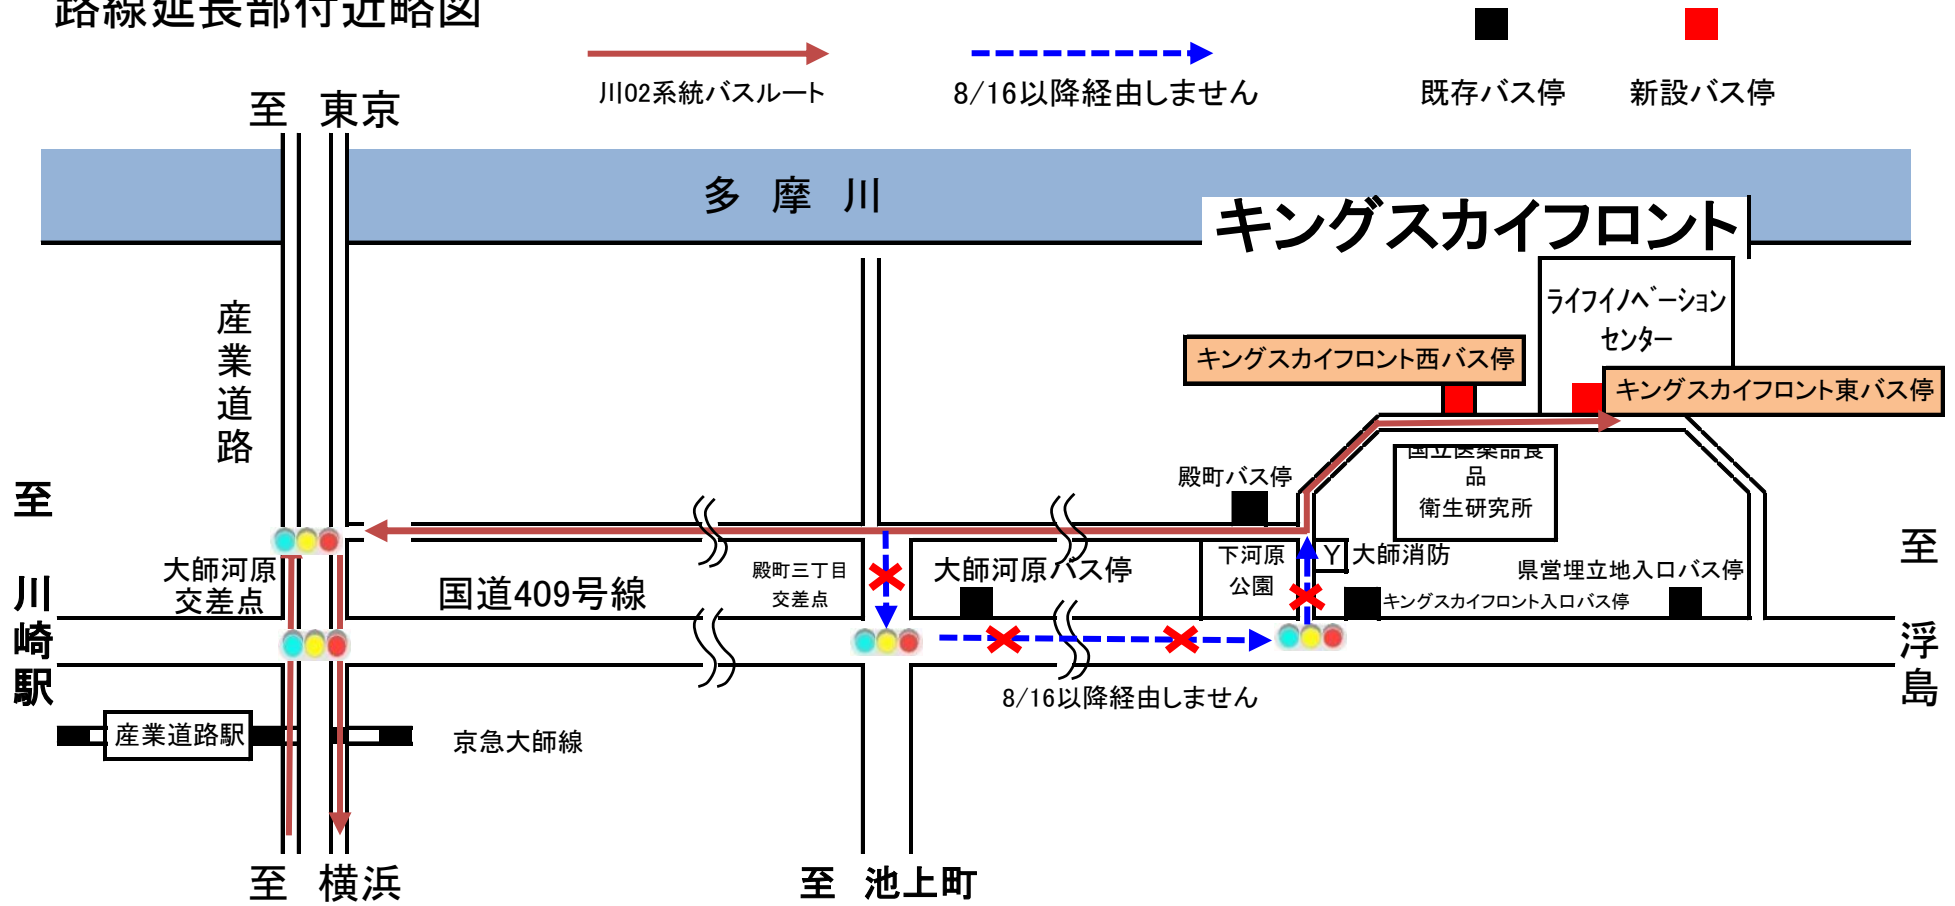 路線延長部付近略図
川02系統バスルート
8/16以降経由しません
既存バス停
新設バス停
至 東京
多 摩 川
キングスカイフロント
産業道路
ライフイノベーション
センター
キングスカイフロント西バス停
キングスカイフロント東バス停
国立医薬品食
品
衛生研究所
殿町バス停
至 川崎駅
大師河原
交差点
国道409号線
殿町三丁目
交差点
大師河原バス停
下河原
公園
Y
大師消防
県営埋立地入口バス停
キングスカイフロント入口バス停
至 浮島
8/16以降経由しません
産業道路駅
京急大師線
至 横浜
至 池上町